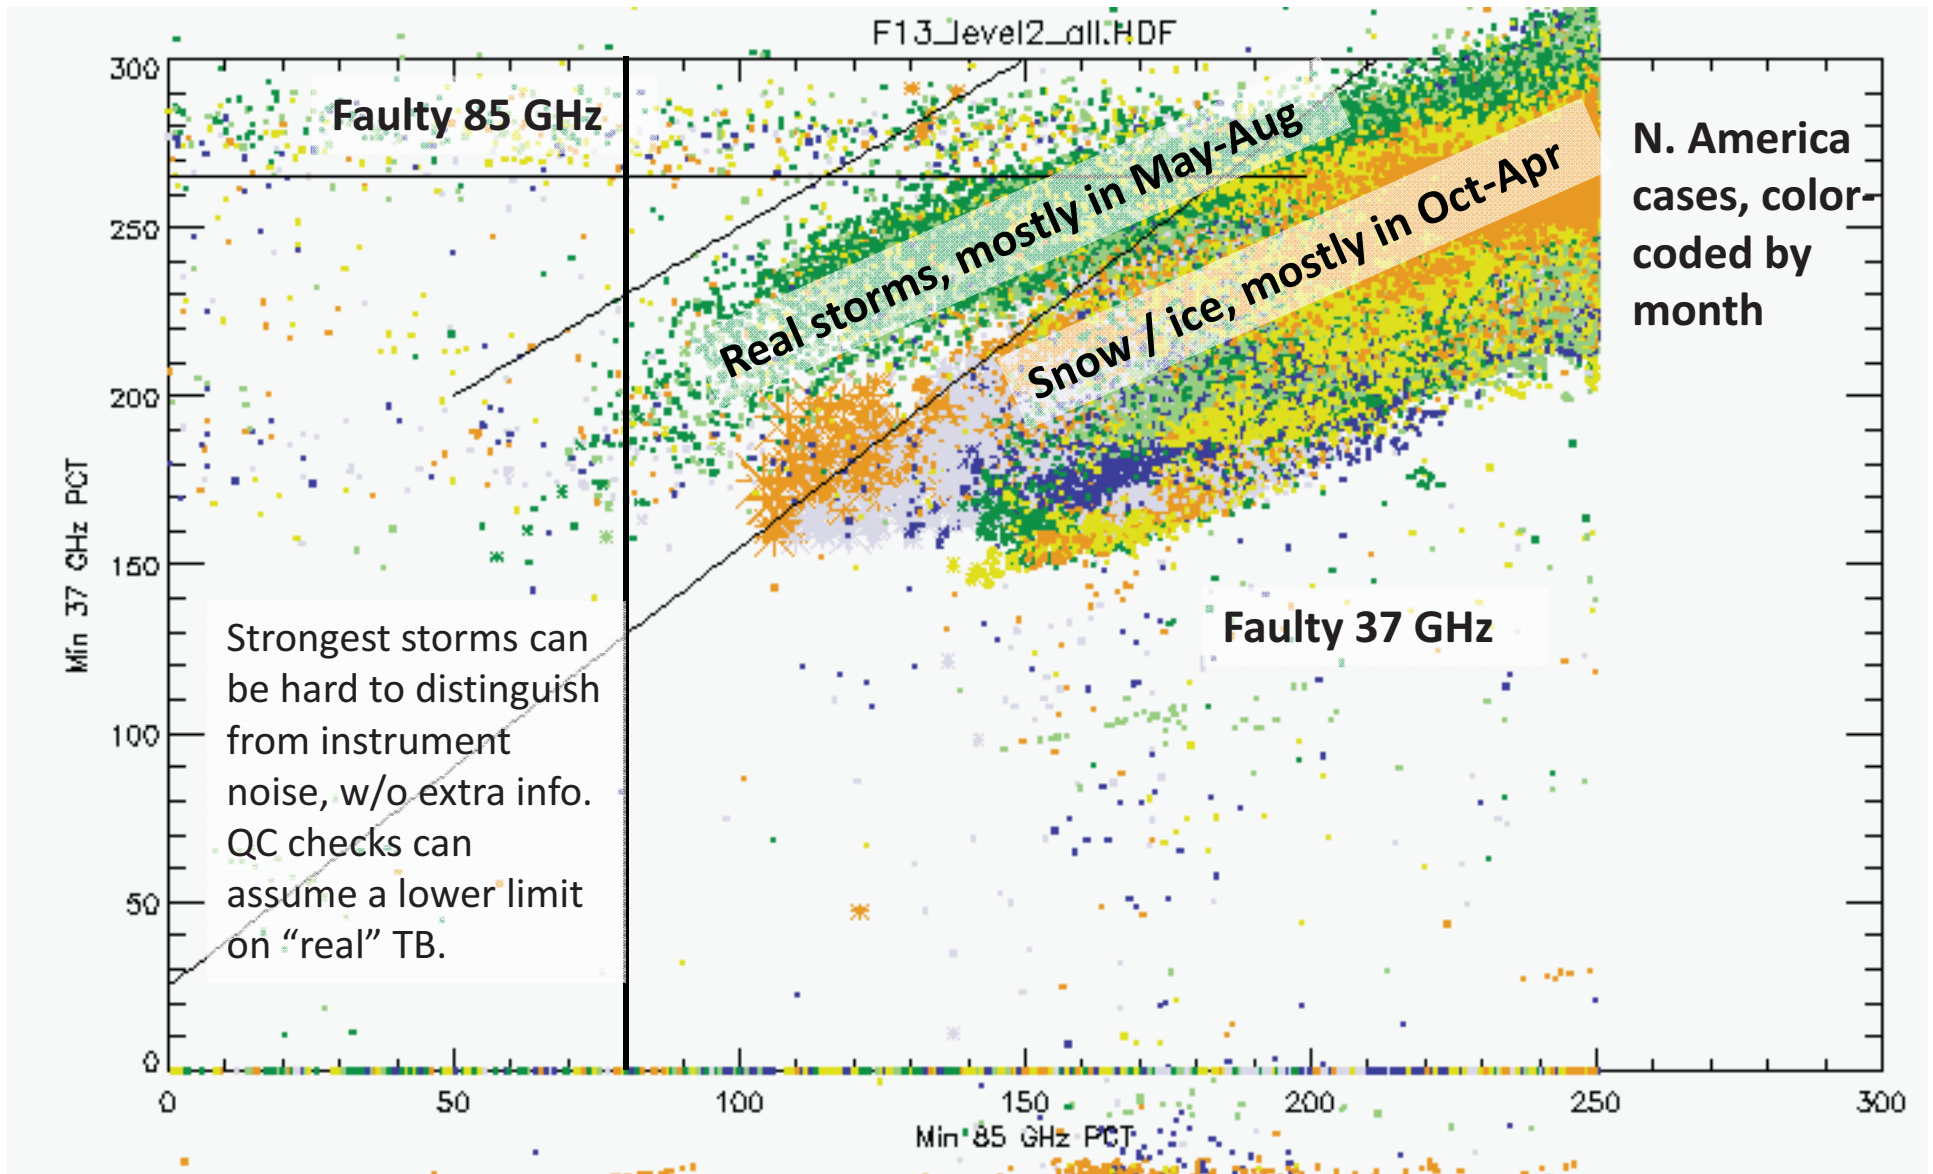 F13_level2_all.HDF
Faulty 85 GHz
Real storms, mostly in May-Aug
Snow / ice, mostly in Oct-Apr
N. America
cases, color-
coded by
month
Faulty 37 GHz
Strongest storms can
be hard to distinguish
from instrument
noise, w/o extra info.
QC checks can
assume a lower limit
on “real” TB.
Min 37 GHz PCT
300
250
200
150
100
50
0
0 50 100 150 200 250 300
Min 85 GHz PCT